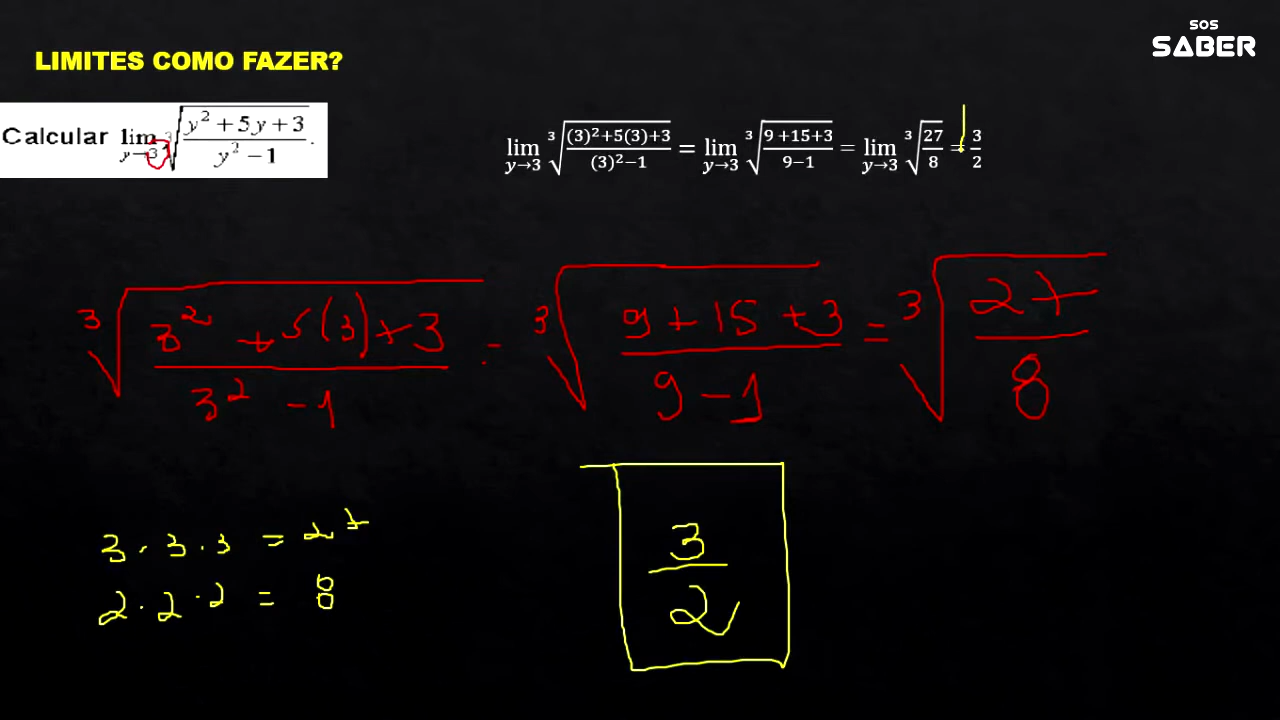 SOS
SABER
LIMITES COMO FAZER?
Calcular lim y→3 ∛((y² + 5y + 3)/(y² − 1)).
lim y→3 ∛(((3)²+5(3)+3)/((3)²−1)) = lim y→3 ∛((9+15+3)/(9−1)) = lim y→3 ∛(27/8) = 3/2
∛((3² + 5(3) + 3)/(3² − 1)) = ∛((9 + 15 + 3)/(9 − 1)) = ∛(27/8)
3 · 3 · 3 = 27
2 · 2 · 2 = 8
3/2